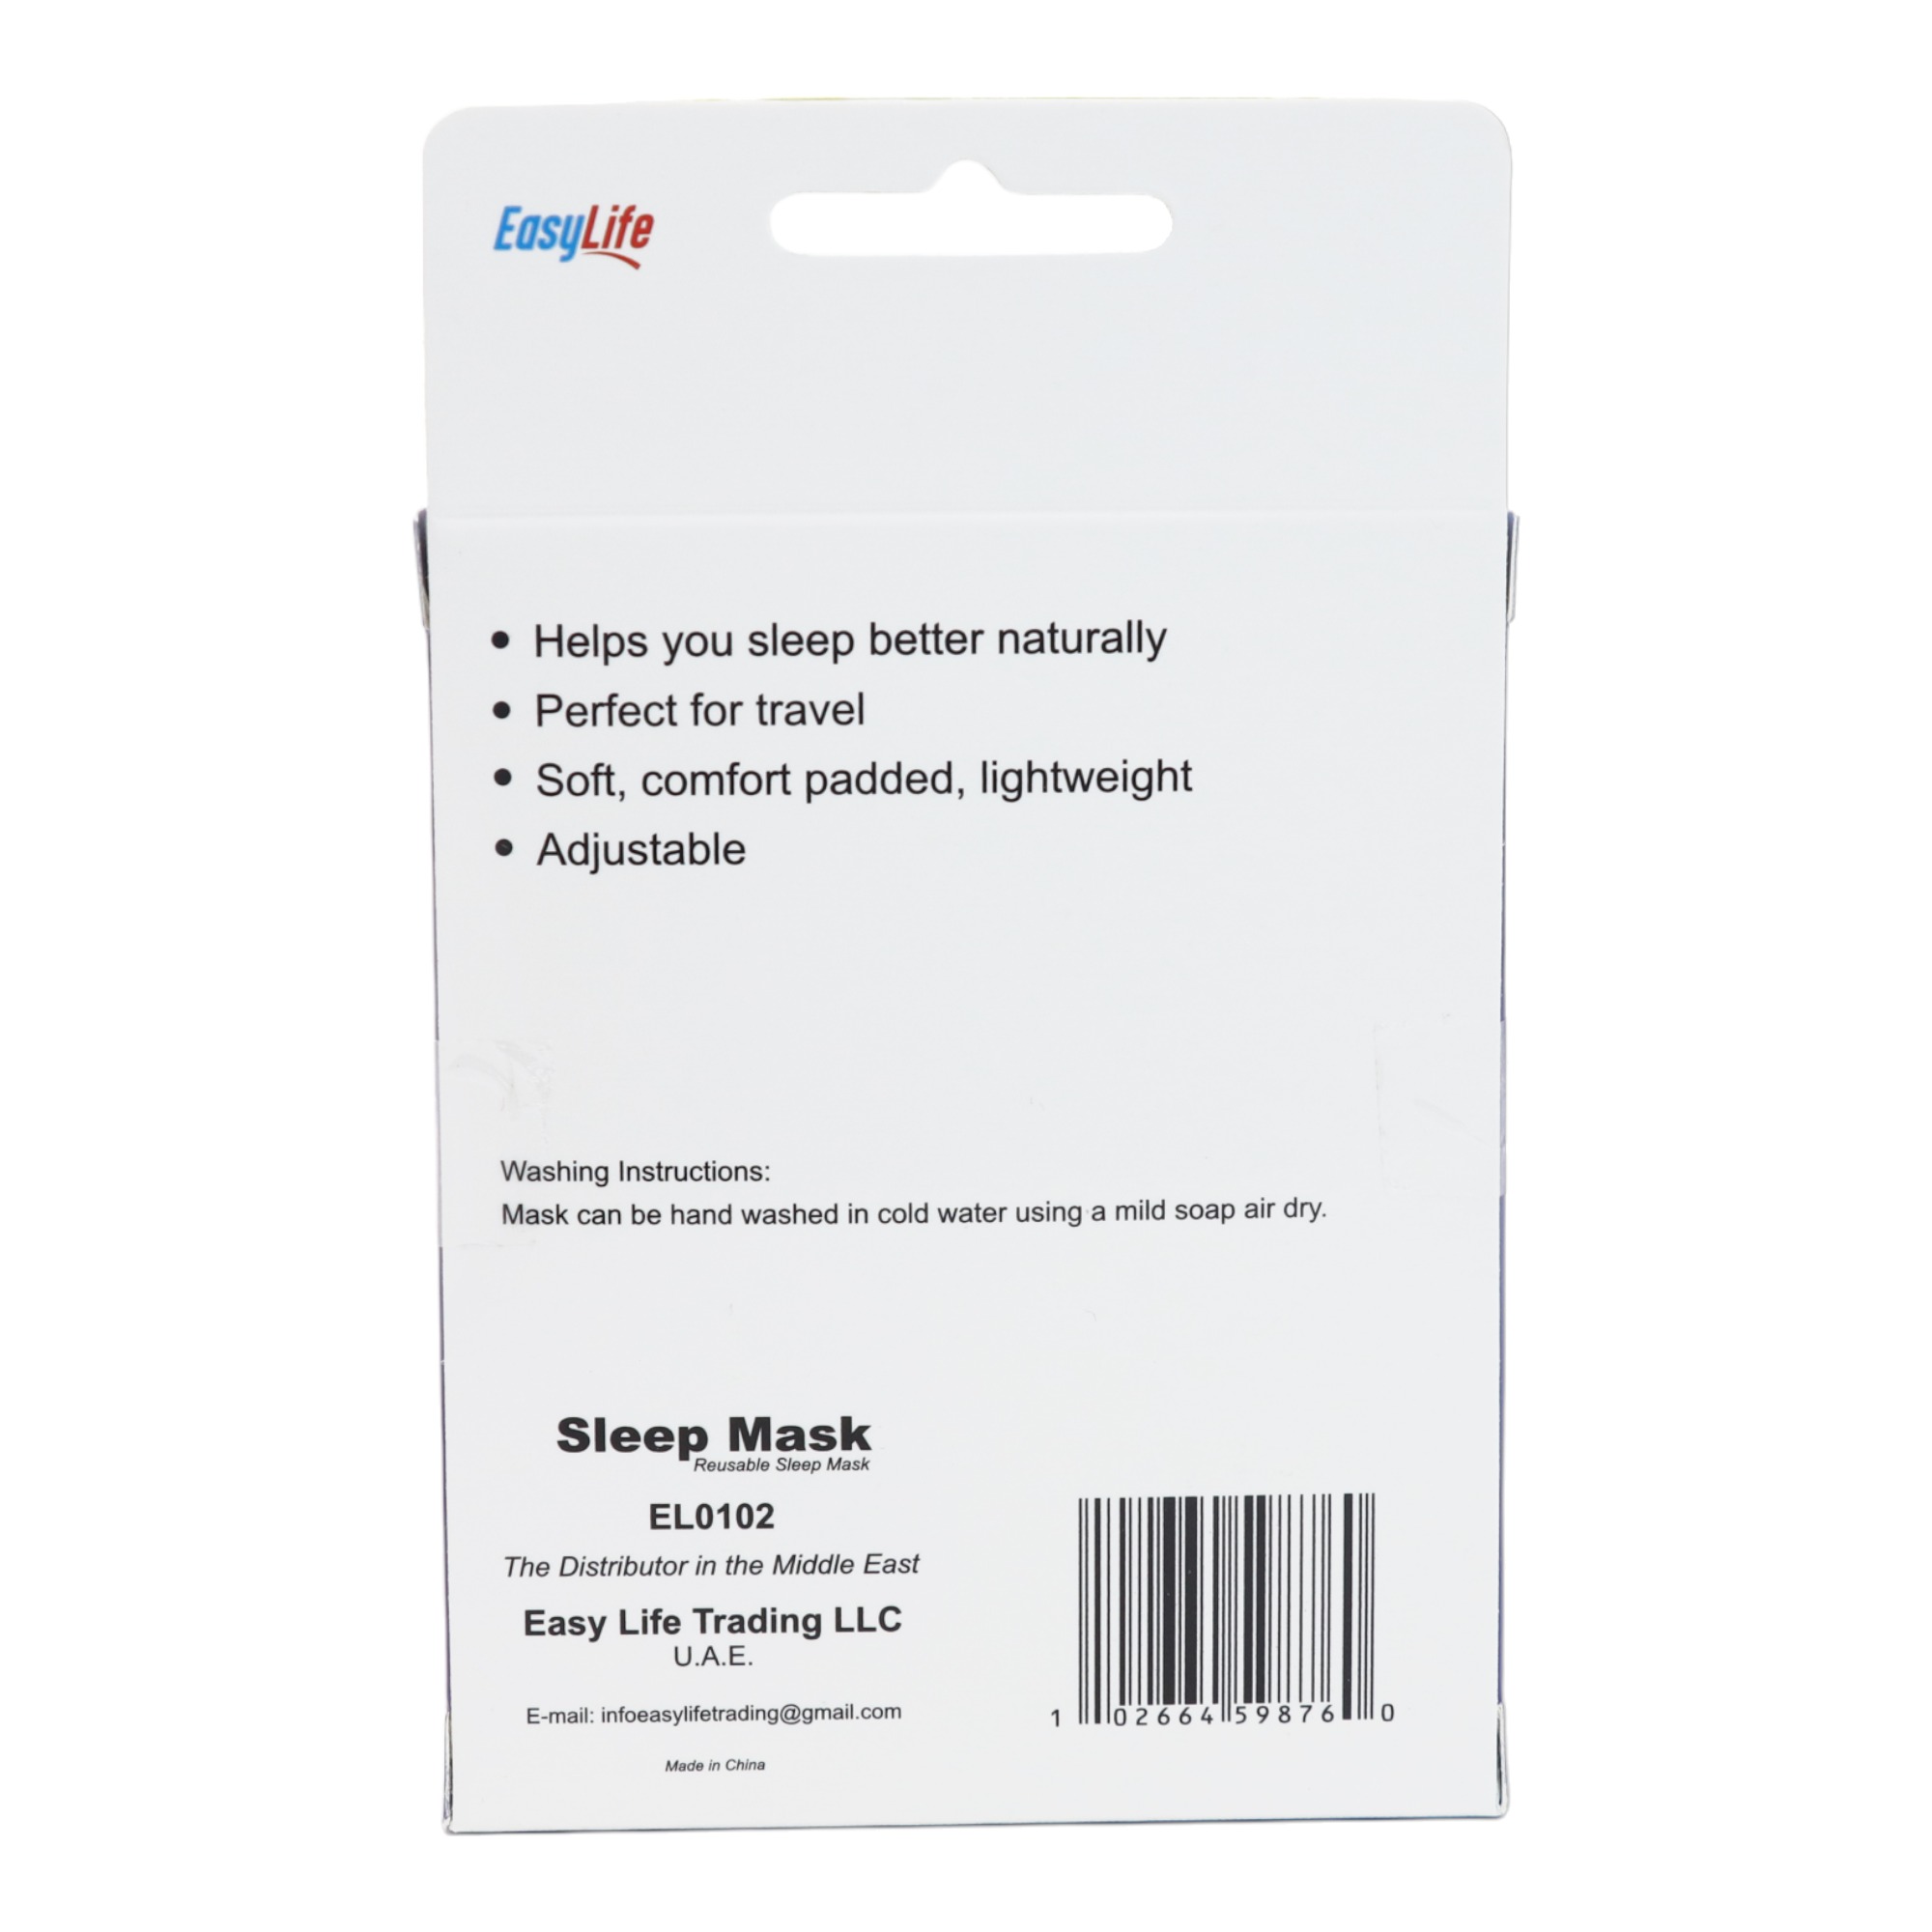 EasyLife
• Helps you sleep better naturally
• Perfect for travel
• Soft, comfort padded, lightweight
• Adjustable
Washing Instructions:
Mask can be hand washed in cold water using a mild soap air dry.
Sleep Mask
Reusable Sleep Mask
EL0102
The Distributor in the Middle East
Easy Life Trading LLC
U.A.E.
E-mail: infoeasylifetrading@gmail.com
Made in China
1 02664 59876 0